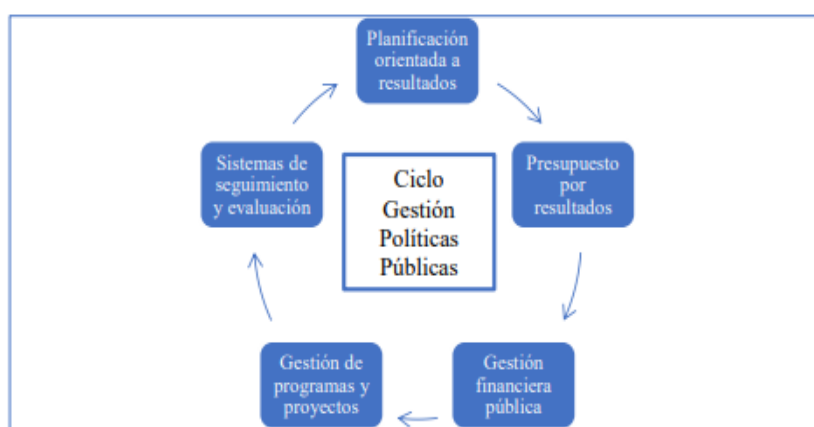 Planificación
orientada a
resultados
Presupuesto
por
resultados
Gestión
financiera
pública
Gestión de
programas y
proyectos
Sistemas de
seguimiento
y evaluación
Ciclo
Gestión
Políticas
Públicas